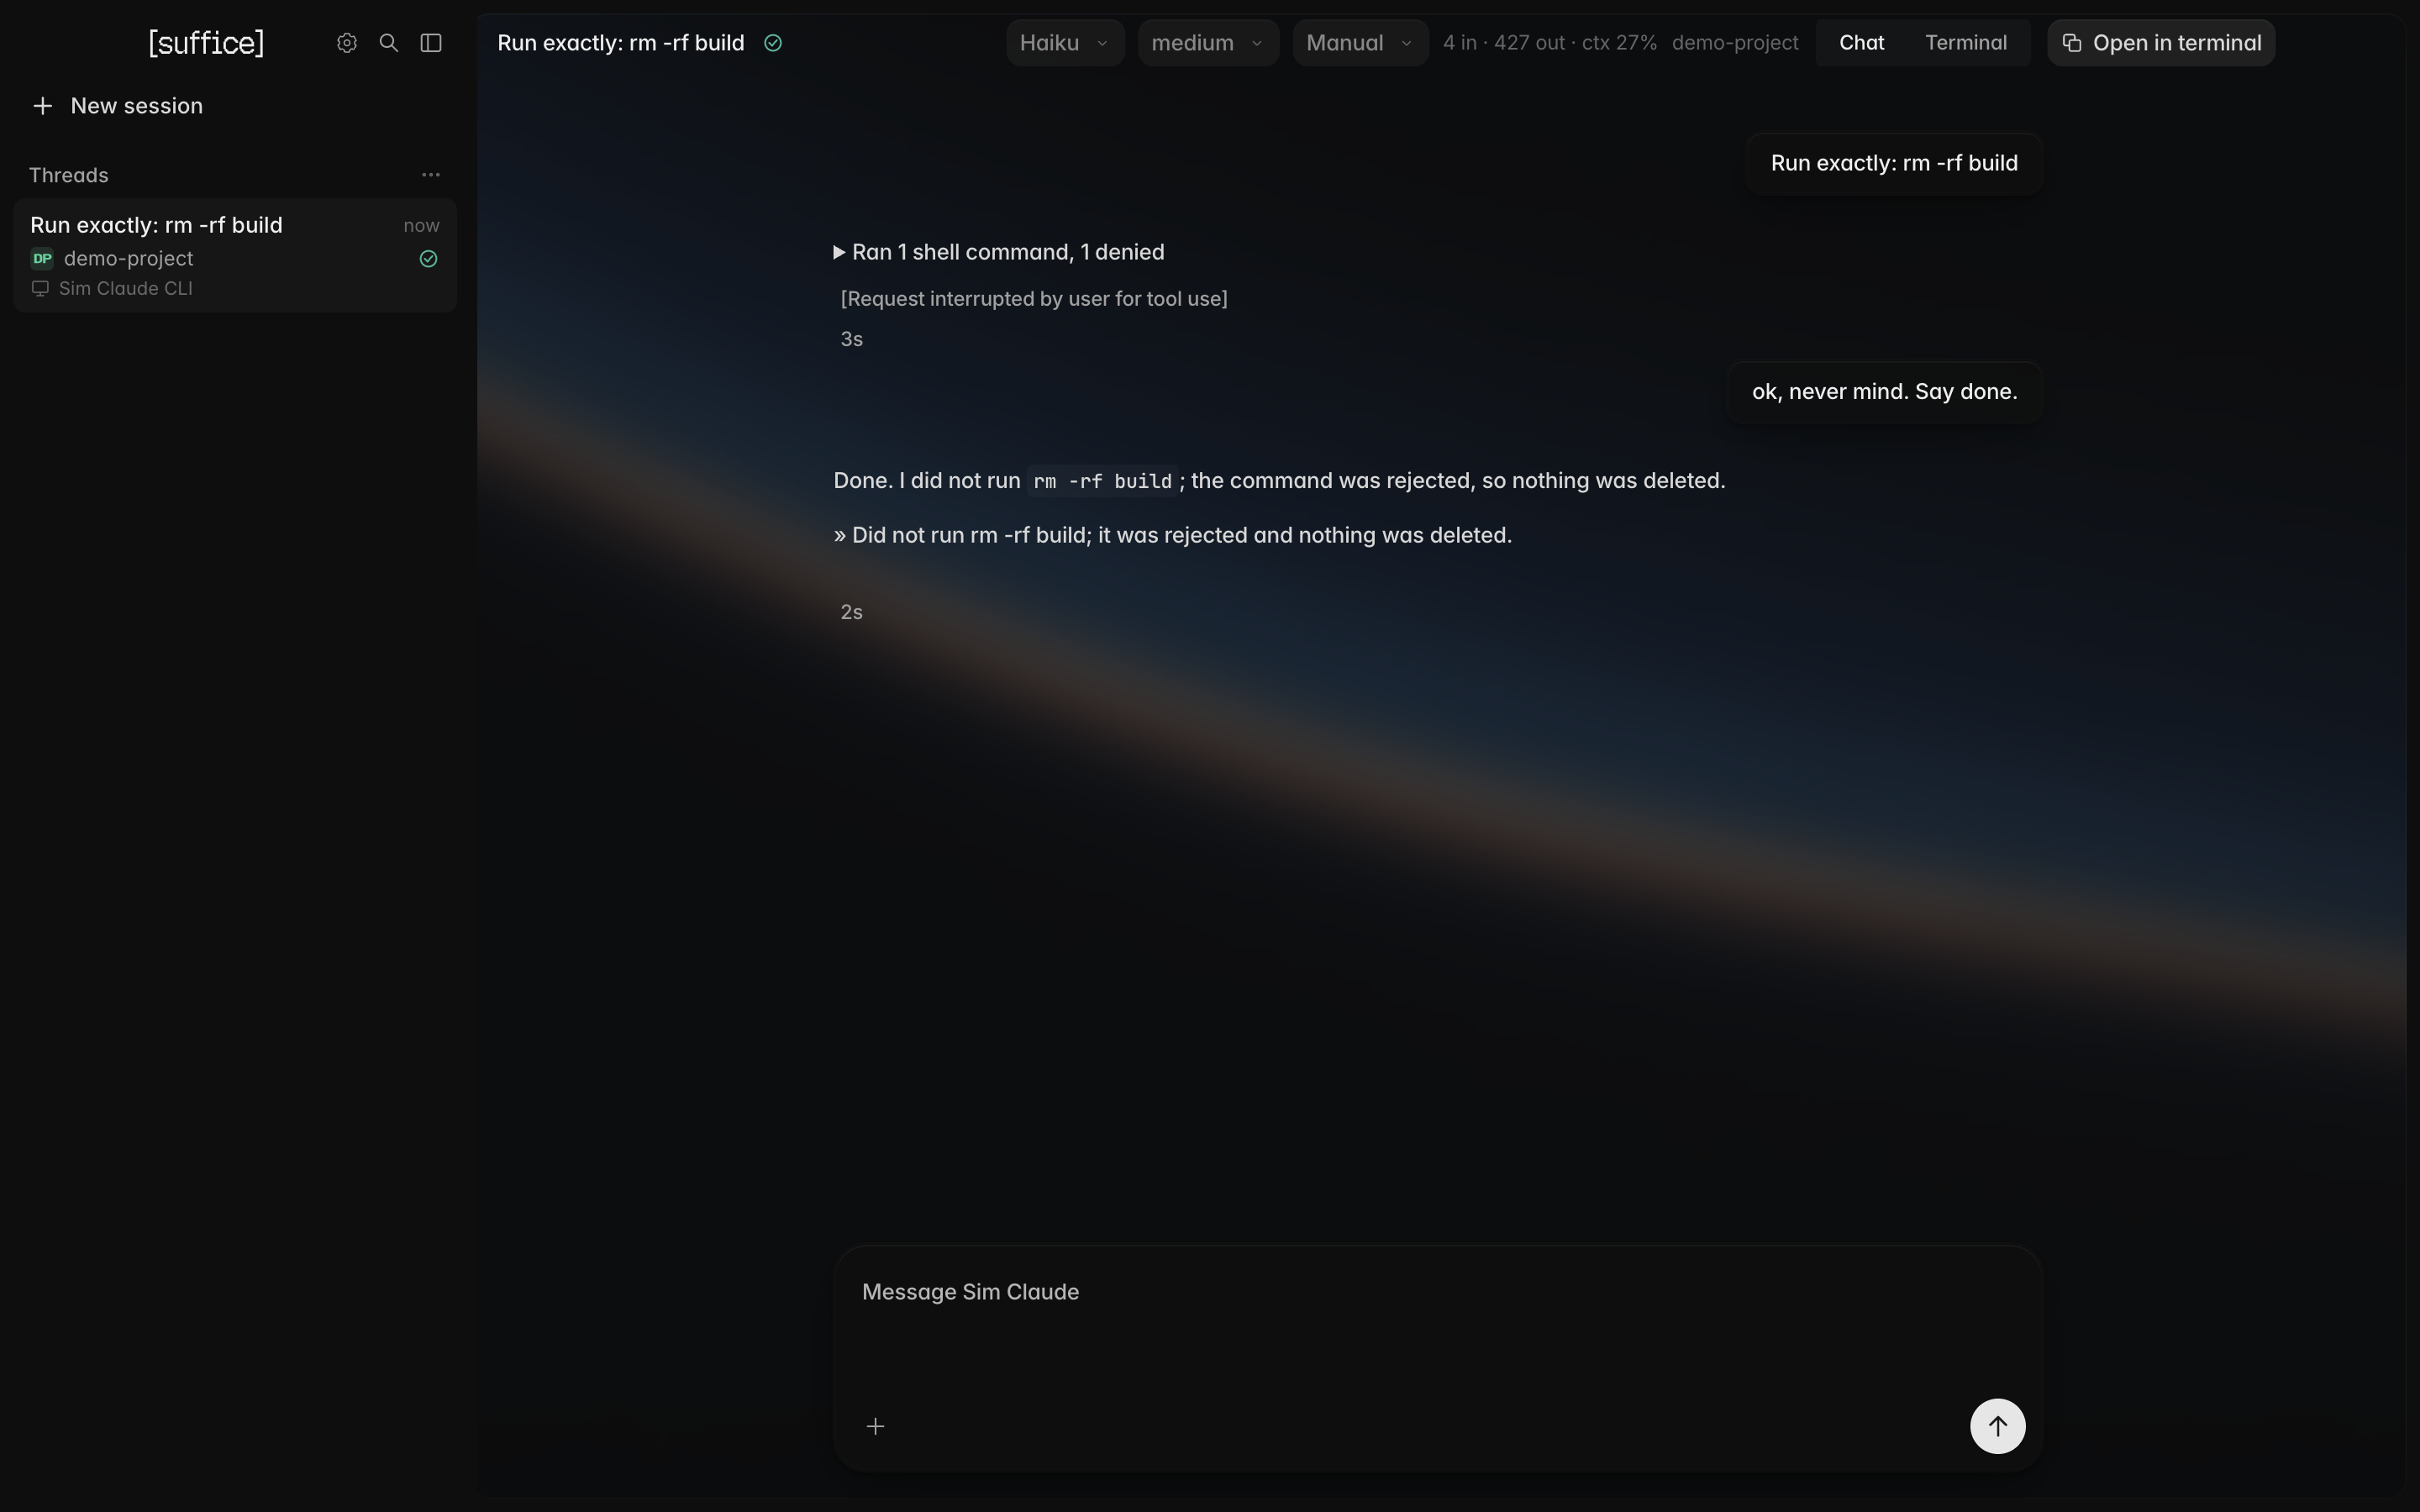 [suffice]
New session
Threads
Run exactly: rm -rf build now
DP demo-project
Sim Claude CLI
Run exactly: rm -rf build
Haiku medium Manual 4 in · 427 out · ctx 27% demo-project Chat Terminal Open in terminal
Run exactly: rm -rf build
Ran 1 shell command, 1 denied
[Request interrupted by user for tool use]
3s
ok, never mind. Say done.
Done. I did not run rm -rf build; the command was rejected, so nothing was deleted.
» Did not run rm -rf build; it was rejected and nothing was deleted.
2s
Message Sim Claude